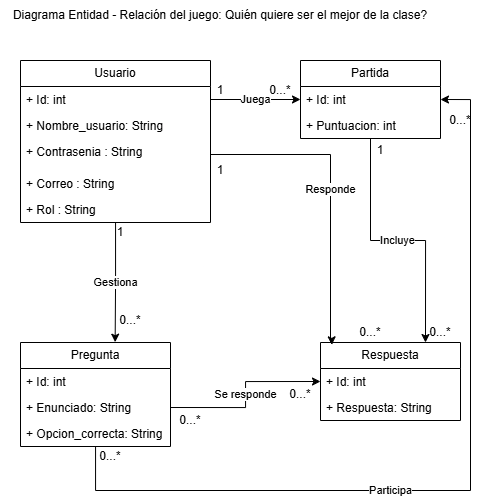 Diagrama Entidad - Relación del juego: Quién quiere ser el mejor de la clase?
Usuario
+ Id: int
+ Nombre_usuario: String
+ Contrasenia : String
+ Correo : String
+ Rol : String
1
Juega
0...*
Partida
+ Id: int
+ Puntuacion: int
0...*
1
Responde
1
Incluye
1
Gestiona
0...*
0...*
0...*
Pregunta
+ Id: int
+ Enunciado: String
+ Opcion_correcta: String
Se responde
0...*
0...*
Respuesta
+ Id: int
+ Respuesta: String
0...*
Participa